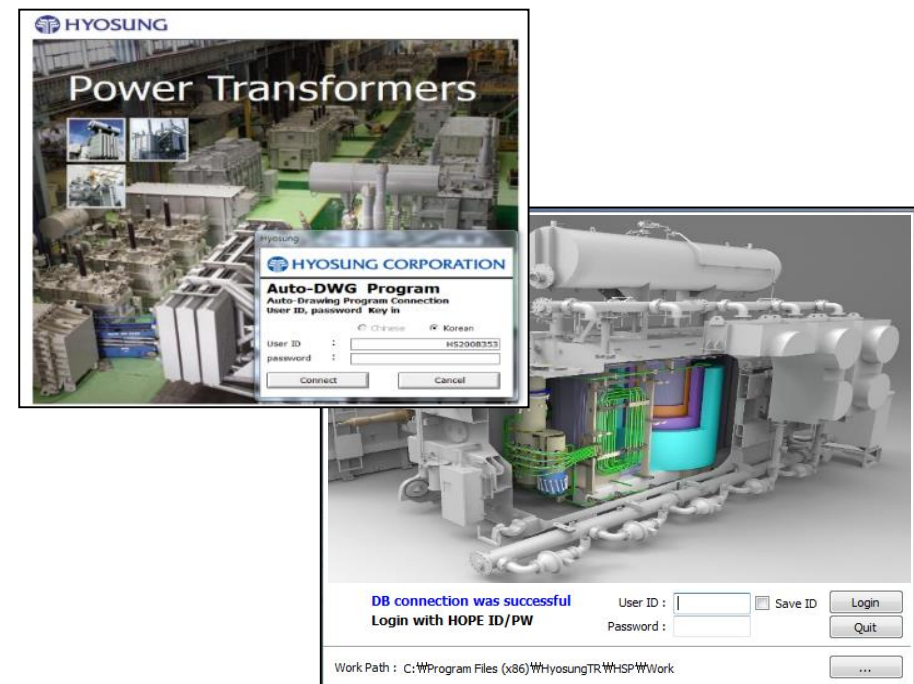 HYOSUNG
Power Transformers
Hyosung
HYOSUNG CORPORATION
Auto-DWG Program
Auto-Drawing Program Connection
User ID, password Key in
Chinese Korean
User ID : HS2008353
password :
Connect Cancel
DB connection was successful User ID : Save ID Login
Login with HOPE ID/PW Password : Quit
Work Path : C:₩Program Files (x86)₩HyosungTR₩HSP₩Work ...